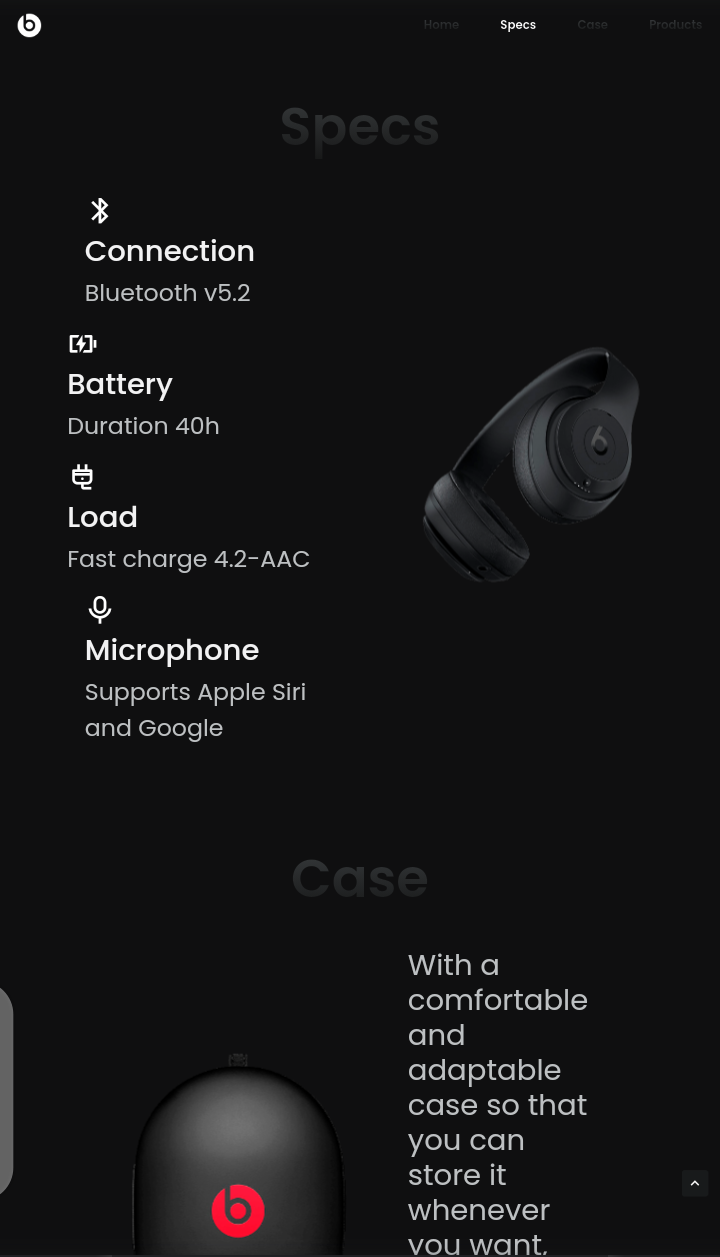 Home Specs Case Products
Specs
Connection
Bluetooth v5.2
Battery
Duration 40h
Load
Fast charge 4.2-AAC
Microphone
Supports Apple Siri
and Google
Case
With a
comfortable
and
adaptable
case so that
you can
store it
whenever
you want,